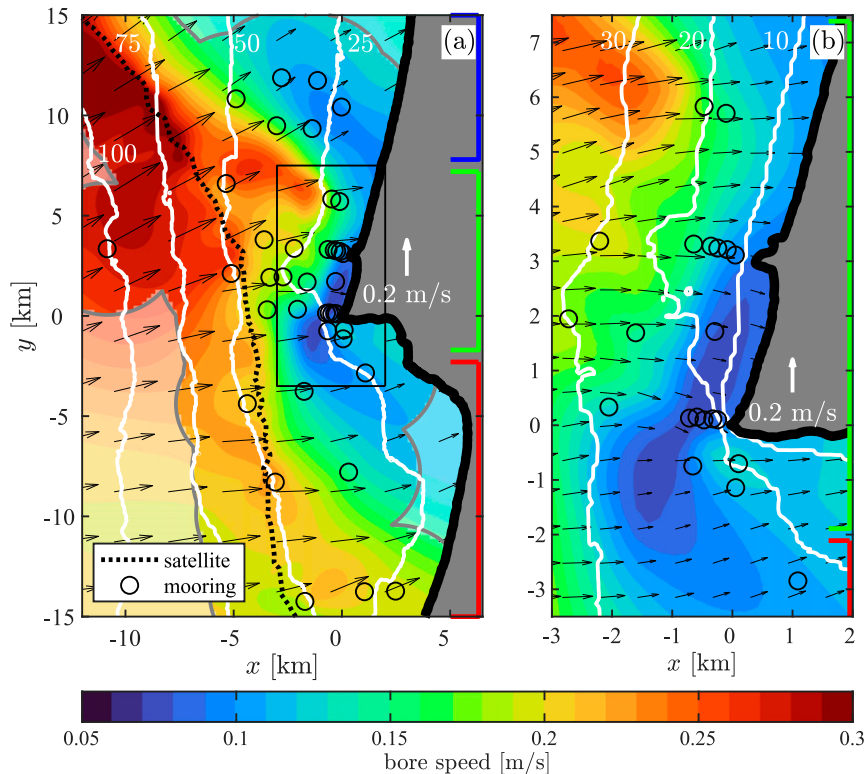 75 50 25 (a)
100
0.2 m/s
satellite
mooring
15
10
5
0
-5
-10
-15
y [km]
-10 -5 0 5
x [km]
30 20 10 (b)
0.2 m/s
7
6
5
4
3
2
1
0
-1
-2
-3
-3 -2 -1 0 1 2
x [km]
0.05 0.1 0.15 0.2 0.25 0.3
bore speed [m/s]